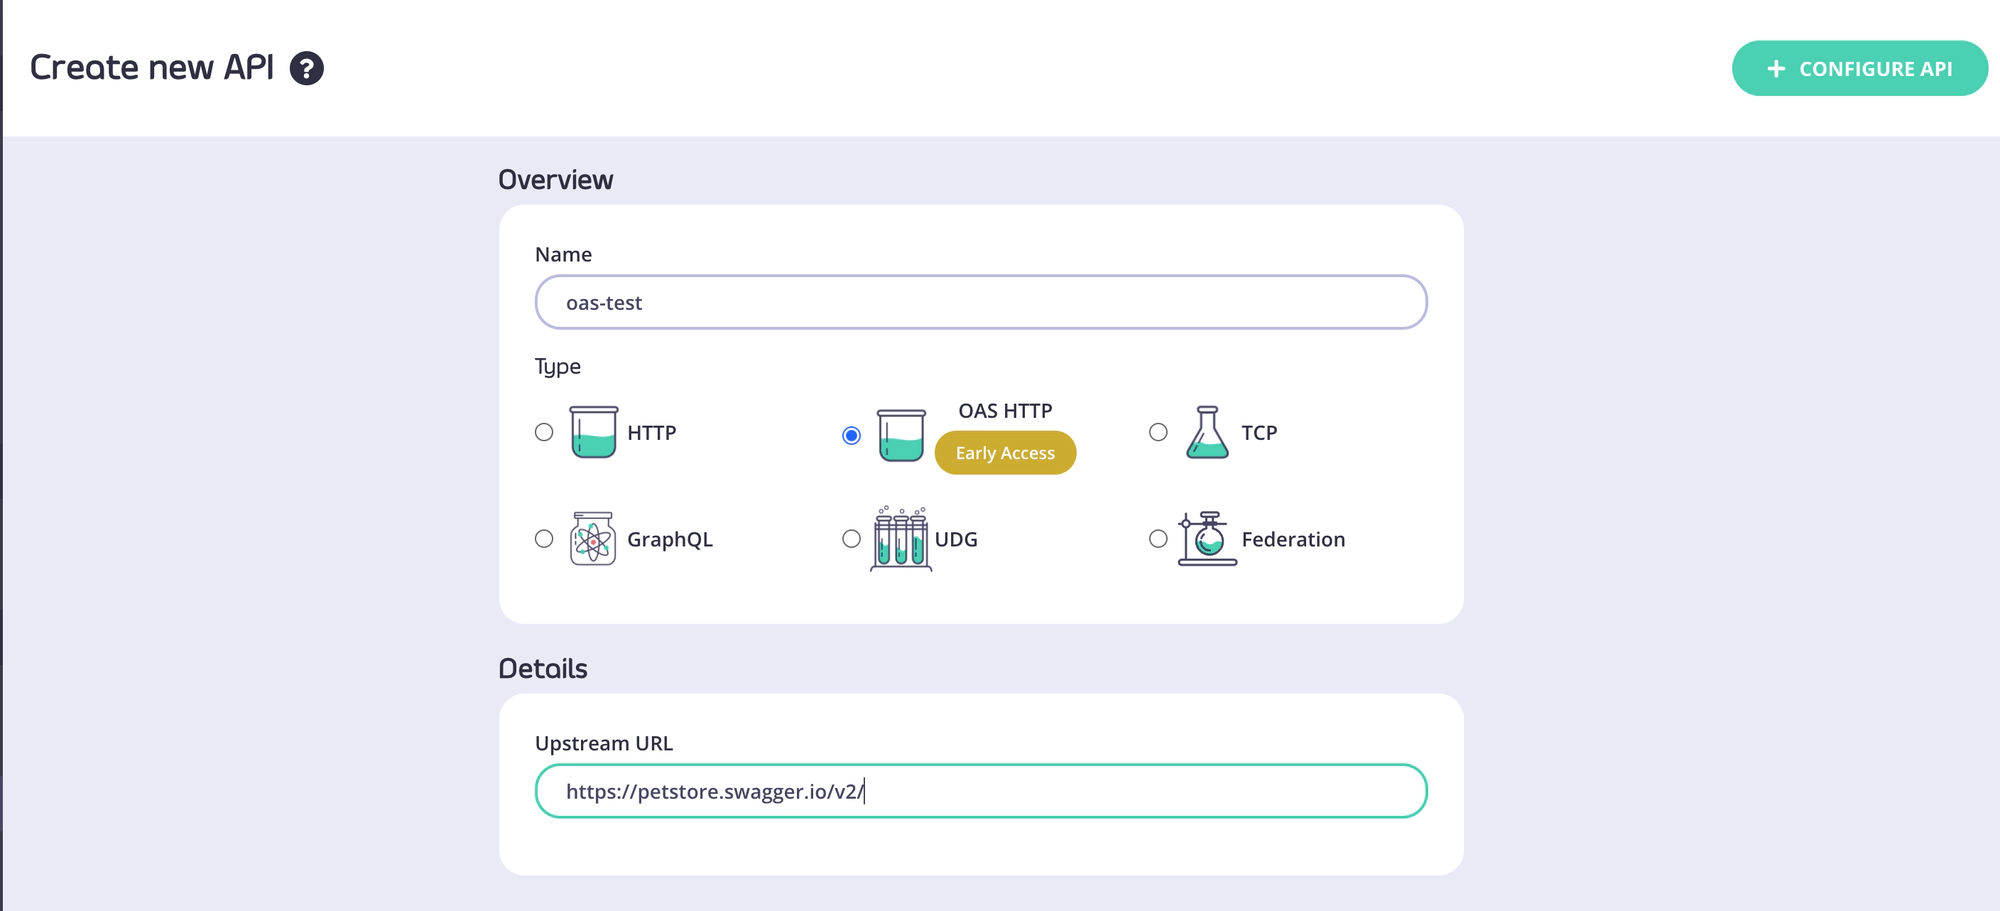 Create new API ?
+ CONFIGURE API
Overview
Name
oas-test
Type
HTTP
OAS HTTP
Early Access
TCP
GraphQL
UDG
Federation
Details
Upstream URL
https://petstore.swagger.io/v2/